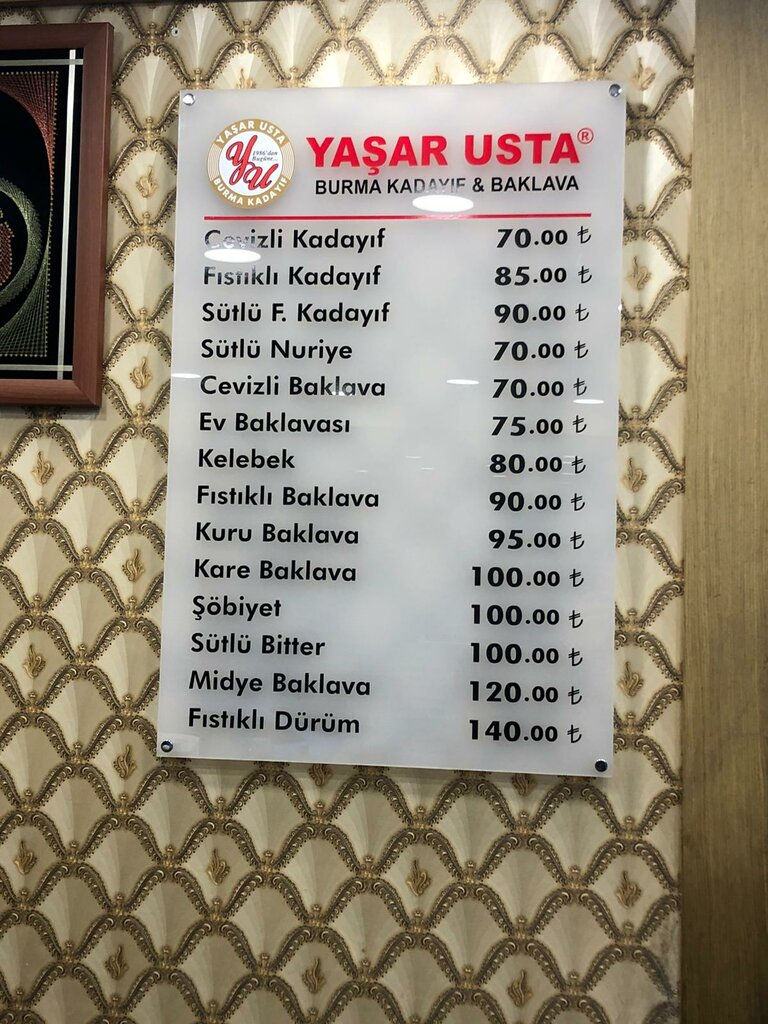 YAŞAR USTA
1986'dan
Bugüne...
YU
BURMA KADAYIF
YAŞAR USTA®
BURMA KADAYIF & BAKLAVA
Cevizli Kadayıf 70.00 ₺
Fıstıklı Kadayıf 85.00 ₺
Sütlü F. Kadayıf 90.00 ₺
Sütlü Nuriye 70.00 ₺
Cevizli Baklava 70.00 ₺
Ev Baklavası 75.00 ₺
Kelebek 80.00 ₺
Fıstıklı Baklava 90.00 ₺
Kuru Baklava 95.00 ₺
Kare Baklava 100.00 ₺
Şöbiyet 100.00 ₺
Sütlü Bitter 100.00 ₺
Midye Baklava 120.00 ₺
Fıstıklı Dürüm 140.00 ₺